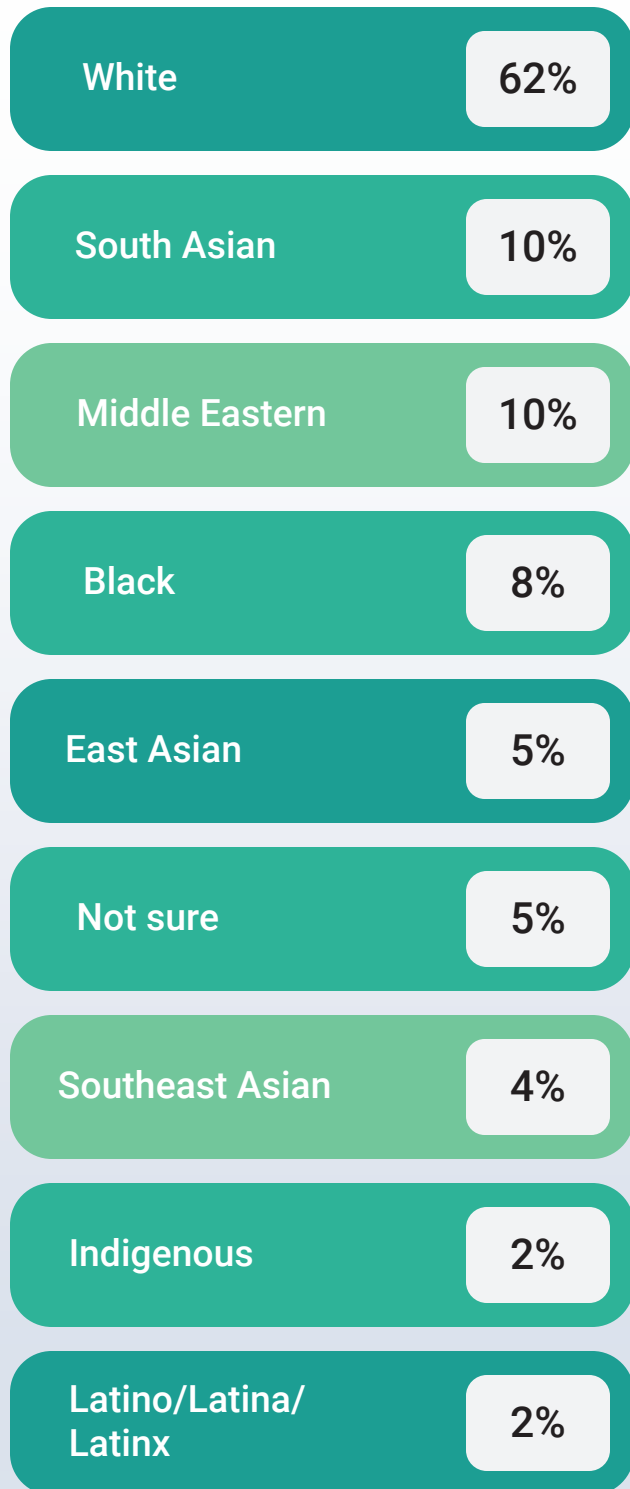 White 62%
South Asian 10%
Middle Eastern 10%
Black 8%
East Asian 5%
Not sure 5%
Southeast Asian 4%
Indigenous 2%
Latino/Latina/
Latinx 2%